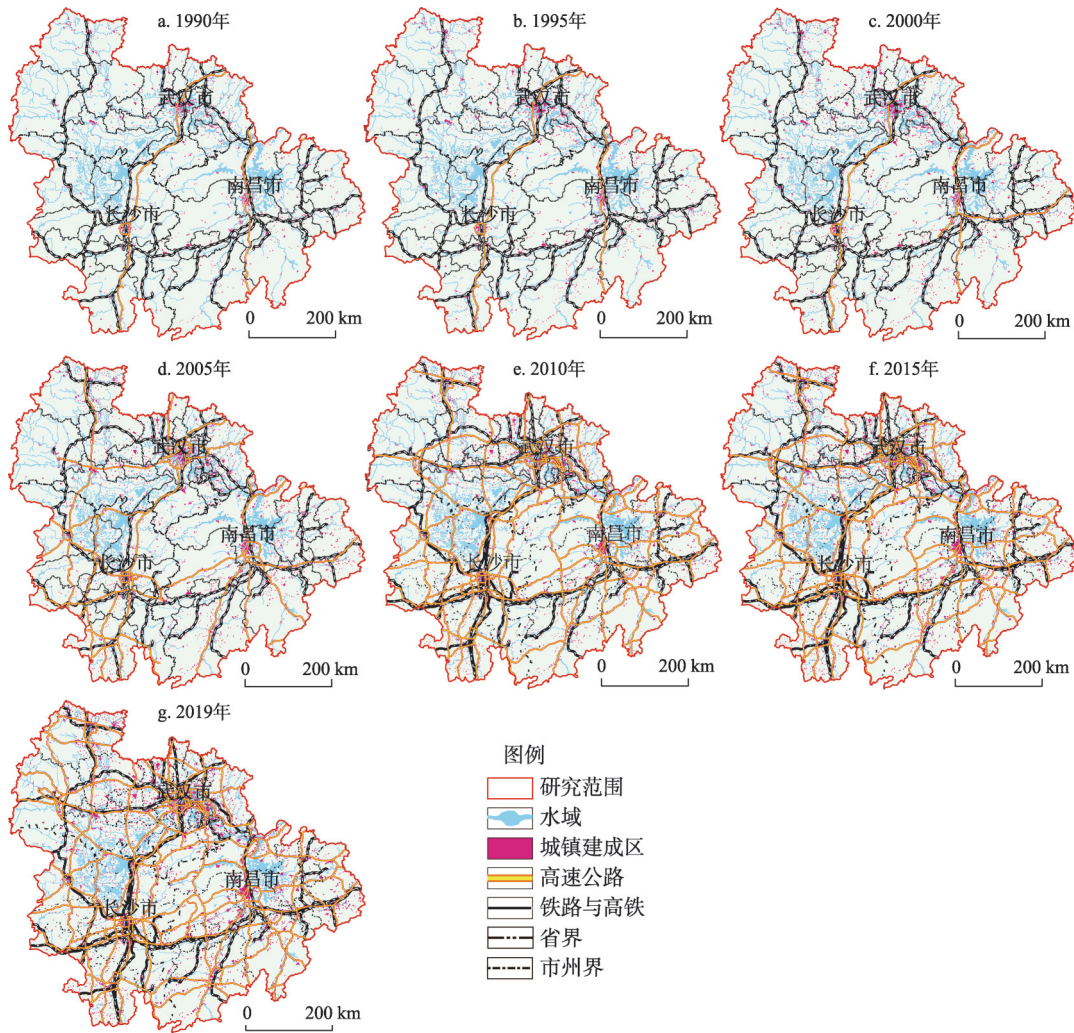 a. 1990年
b. 1995年
c. 2000年
武汉市
武汉市
武汉市
南昌市
南昌市
南昌市
长沙市
长沙市
长沙市
0 200 km
0 200 km
0 200 km
d. 2005年
e. 2010年
f. 2015年
武汉市
武汉市
武汉市
南昌市
南昌市
南昌市
长沙市
长沙市
长沙市
0 200 km
0 200 km
0 200 km
g. 2019年
武汉市
南昌市
长沙市
0 200 km
图例
研究范围
水域
城镇建成区
高速公路
铁路与高铁
省界
市州界